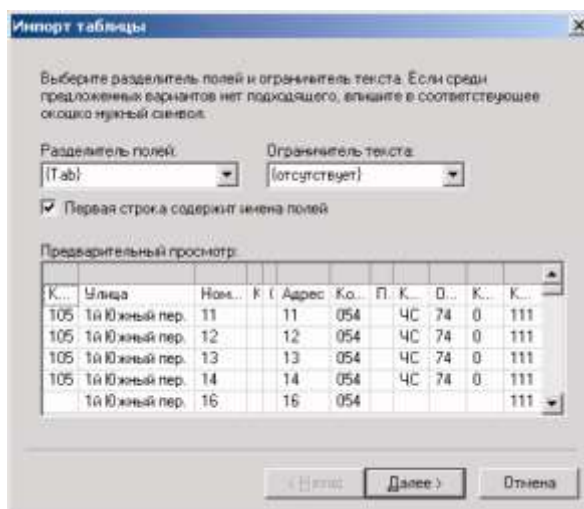 Импорт таблицы
Выберите разделитель полей и ограничитель текста. Если среди
предложенных вариантов нет подходящего, впишите в соответствующее
окошко нужный символ.
Разделитель полей: Ограничитель текста:
{Tab} {отсутствует}
Первая строка содержит имена полей
Предварительный просмотр:
К... Улица Ном... К ( Адрес Ко... П К... О... К... К...
105 1й Южный пер. 11 11 054 ЧС 74 0 111
105 1й Южный пер. 12 12 054 ЧС 74 0 111
105 1й Южный пер. 13 13 054 ЧС 74 0 111
105 1й Южный пер. 14 14 054 ЧС 74 0 111
1й Южный пер. 16 16 054 111
< Назад Далее > Отмена